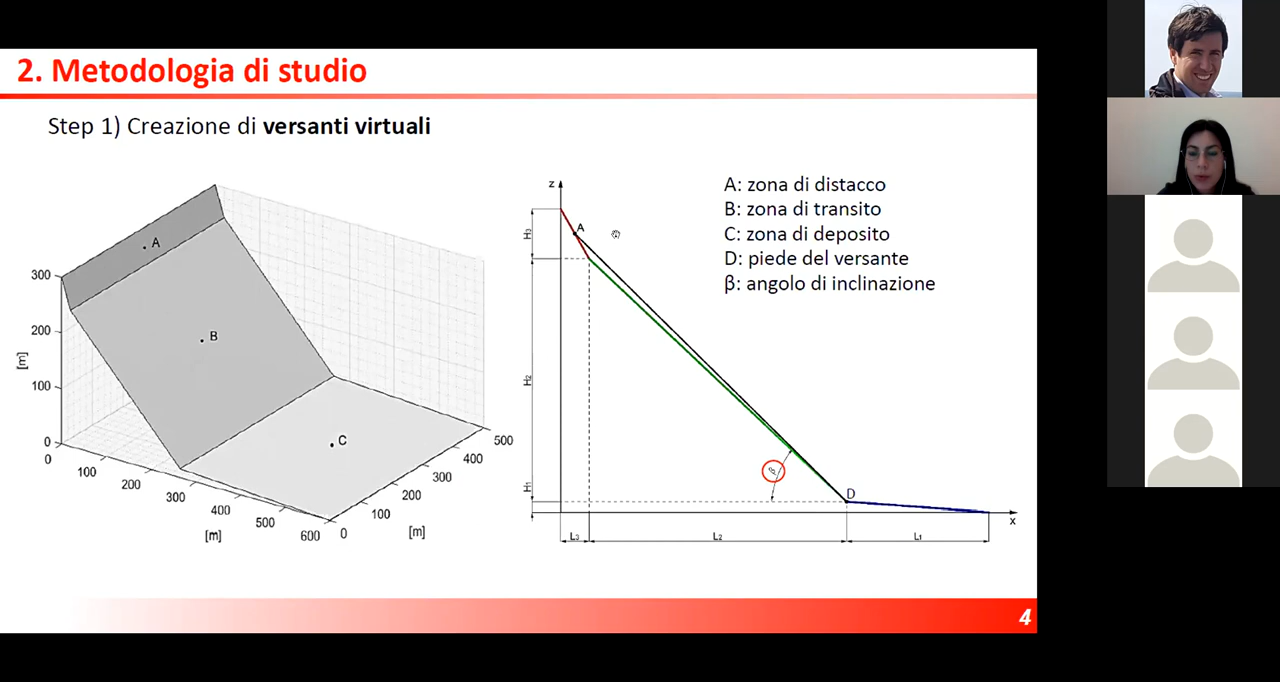 2. Metodologia di studio
Step 1) Creazione di versanti virtuali
A
B
C
300
200
100
0
[m]
0
100
200
300
400
500
600
[m]
0
100
200
300
400
500
[m]
z
A
H₃
H₂
H₁
β
D
x
L₃
L₂
L₁
A: zona di distacco
B: zona di transito
C: zona di deposito
D: piede del versante
β: angolo di inclinazione
4